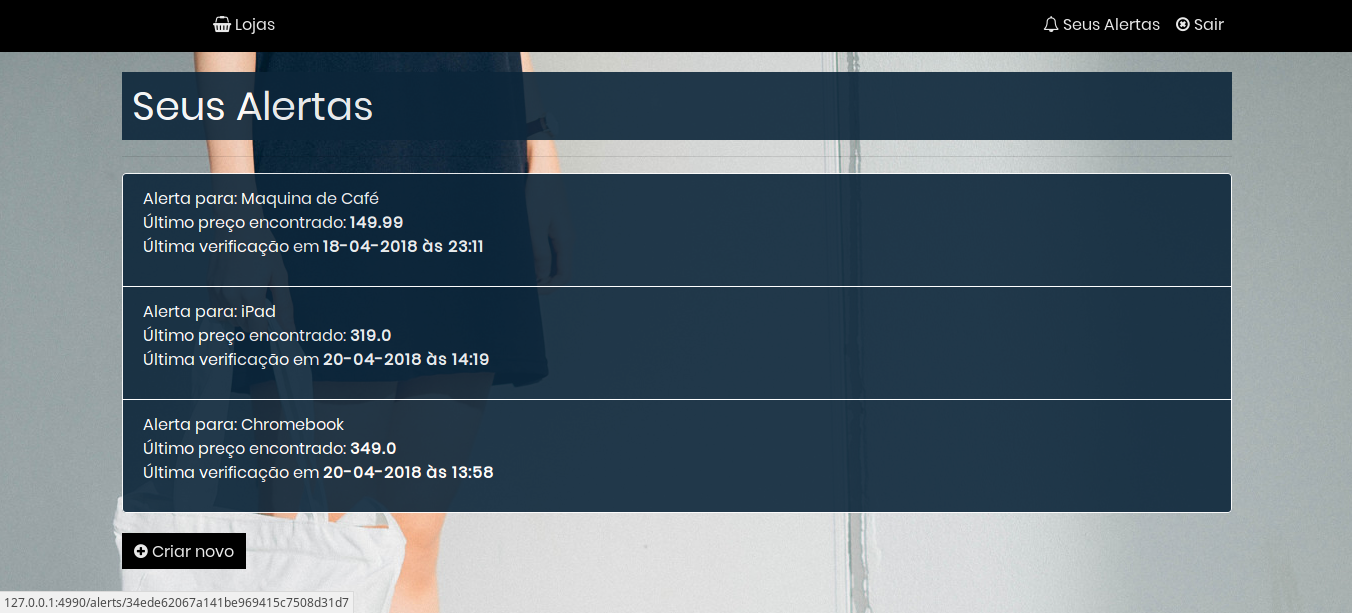 Lojas
Seus Alertas
Sair
Seus Alertas
Alerta para: Maquina de Café
Último preço encontrado: 149.99
Última verificação em 18-04-2018 às 23:11
Alerta para: iPad
Último preço encontrado: 319.0
Última verificação em 20-04-2018 às 14:19
Alerta para: Chromebook
Último preço encontrado: 349.0
Última verificação em 20-04-2018 às 13:58
Criar novo
127.0.0.1:4990/alerts/34ede62067a141be969415c7508d31d7